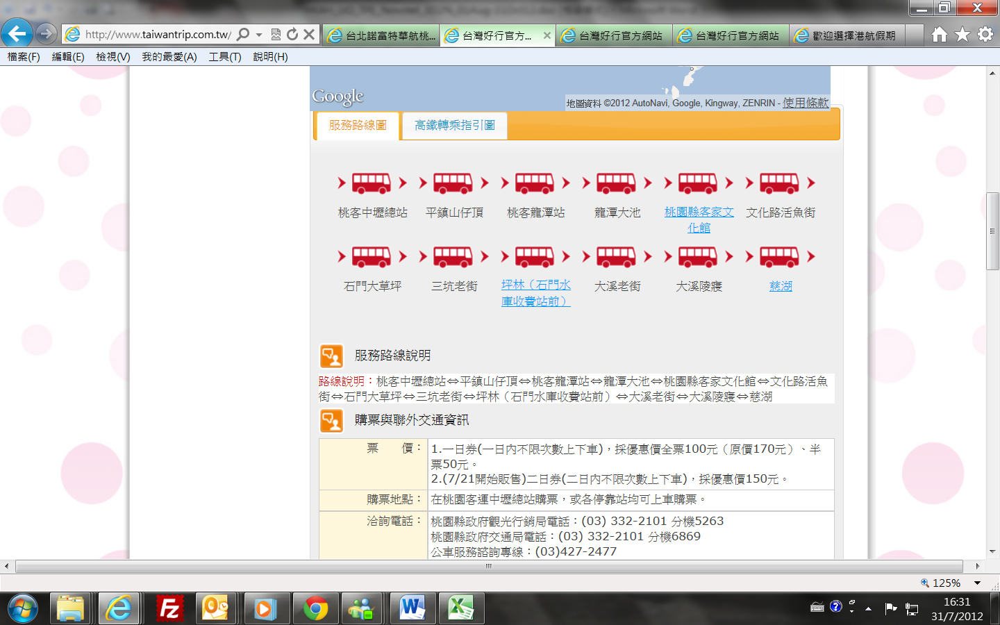 http://www.taiwantrip.com.tw/
台北諾富特華航桃...
台灣好行官方...
台灣好行官方網站
台灣好行官方網站
歡迎選擇港航假期
檔案(F) 編輯(E) 檢視(V) 我的最愛(A) 工具(T) 說明(H)
Google
地圖資料 ©2012 AutoNavi, Google, Kingway, ZENRIN - 使用條款
服務路線圖 高鐵轉乘指引圖
桃客中壢總站 平鎮山仔頂 桃客龍潭站 龍潭大池 桃園縣客家文化館 文化路活魚街
石門大草坪 三坑老街 坪林（石門水庫收費站前） 大溪老街 大溪陵寢 慈湖
服務路線說明
路線說明：桃客中壢總站⇔平鎮山仔頂⇔桃客龍潭站⇔龍潭大池⇔桃園縣客家文化館⇔文化路活魚
街⇔石門大草坪⇔三坑老街⇔坪林（石門水庫收費站前）⇔大溪老街⇔大溪陵寢⇔慈湖
購票與聯外交通資訊
票　　價： 1.一日券(一日內不限次數上下車)，採優惠價全票100元（原價170元）、半
票50元。
2.(7/21開始販售)二日券(二日內不限次數上下車)，採優惠價150元。
購票地點： 在桃園客運中壢總站購票，或各停靠站均可上車購票。
洽詢電話： 桃園縣政府觀光行銷局電話：(03) 332-2101 分機5263
桃園縣政府交通局電話：(03) 332-2101 分機6869
公車服務諮詢專線：(03)427-2477
125%
16:31
31/7/2012